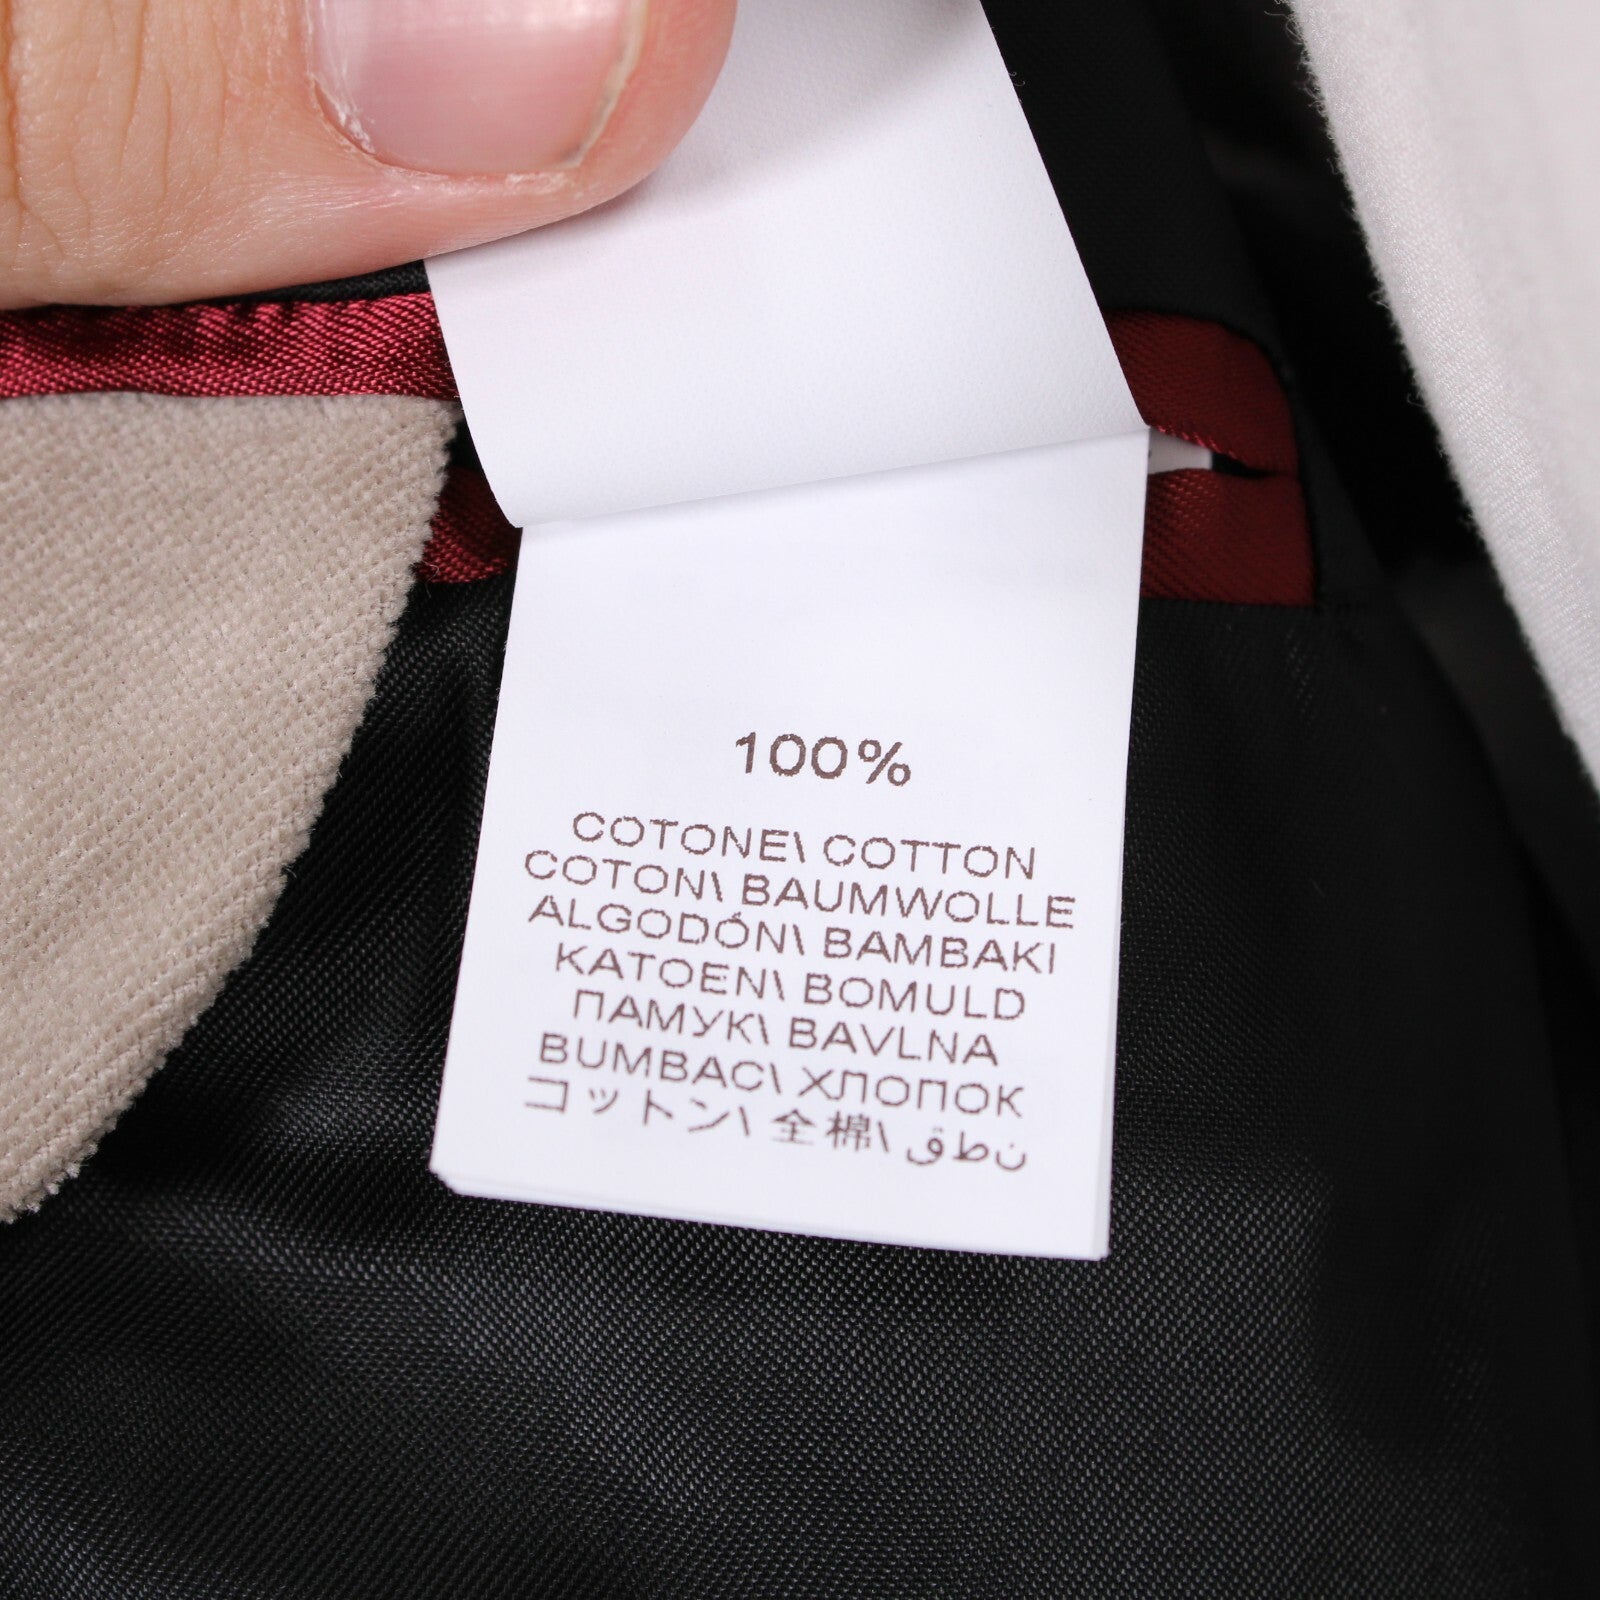 100%
COTONE\ COTTON
COTON\ BAUMWOLLE
ALGODÓN\ BAMBAKI
KATOEN\ BOMULD
ПАМУК\ BAVLNA
BUMBAC\ ХЛОПОК
コットン\ 全棉\ ن ط ق